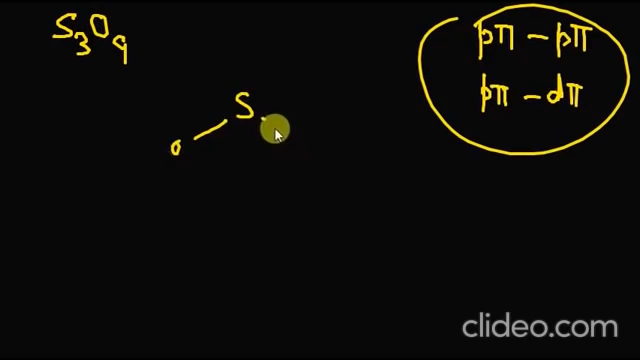 S₃O₉
pπ - pπ
pπ - dπ
S
O
clideo.com